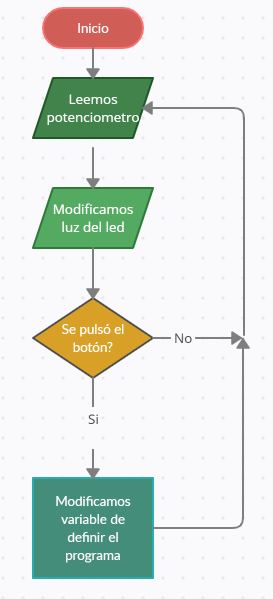 Inicio
Leemos
potenciometro
Modificamos
luz del led
Se pulsó el
botón?
No
Si
Modificamos
variable de
definir el
programa